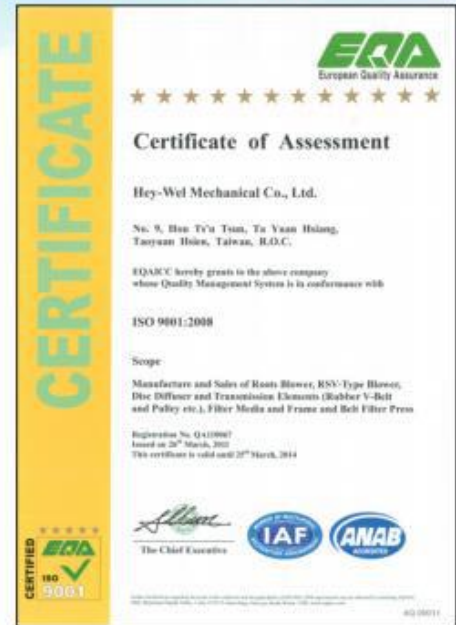 CERTIFICATE
EQA
European Quality Assurance
Certificate of Assessment
Hey-Wel Mechanical Co., Ltd.
No. 9, Hou Ts'u Tsun, Ta Yuan Hsiang,
Taoyuan Hsien, Taiwan, R.O.C.
EQAICC hereby grants to the above company
whose Quality Management System is in conformance with
ISO 9001:2008
Scope
Manufacture and Sales of Roots Blower, RSV-Type Blower,
Disc Diffuser and Transmission Elements (Rubber V-Belt
and Pulley etc.), Filter Media and Frame and Belt Filter Press
Registration No.
Issued on 26th March,
This certificate is valid until 25th March, 2014
The Chief Executive
IAF
ANAB
ACCREDITED
CERTIFIED
EQA
ISO
9001